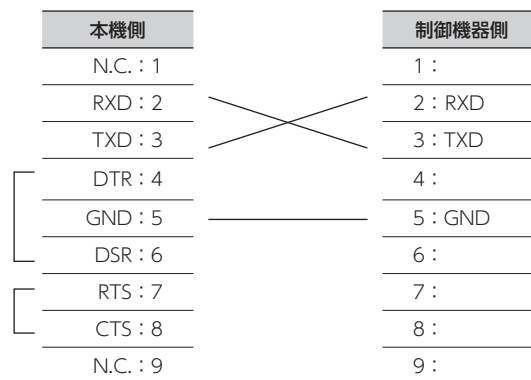 本機側 制御機器側
N.C.：1 1：
RXD：2 2：RXD
TXD：3 3：TXD
DTR：4 4：
GND：5 5：GND
DSR：6 6：
RTS：7 7：
CTS：8 8：
N.C.：9 9：